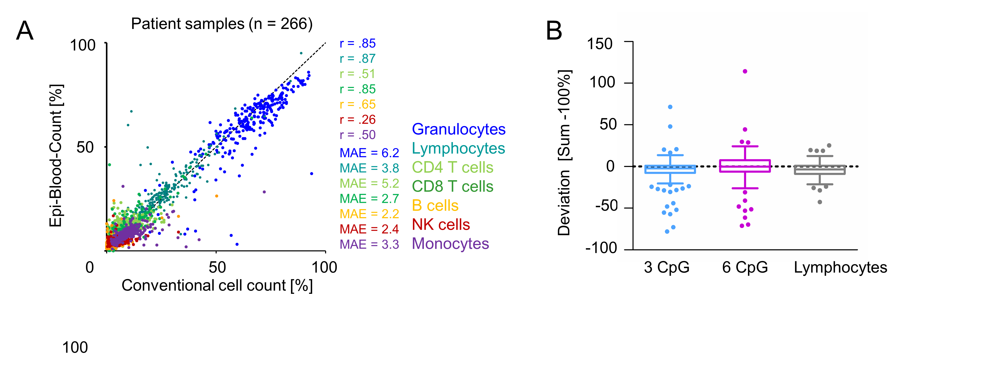 A
Patient samples (n = 266)
100
50
0
50
100
Epi-Blood-Count [%]
Conventional cell count [%]
r = .85
r = .87
r = .51
r = .85
r = .65
r = .26
r = .50
MAE = 6.2
MAE = 3.8
MAE = 5.2
MAE = 2.7
MAE = 2.2
MAE = 2.4
MAE = 3.3
Granulocytes
Lymphocytes
CD4 T cells
CD8 T cells
B cells
NK cells
Monocytes
100
B
Deviation [Sum -100%]
150
100
50
0
-50
-100
3 CpG
6 CpG
Lymphocytes